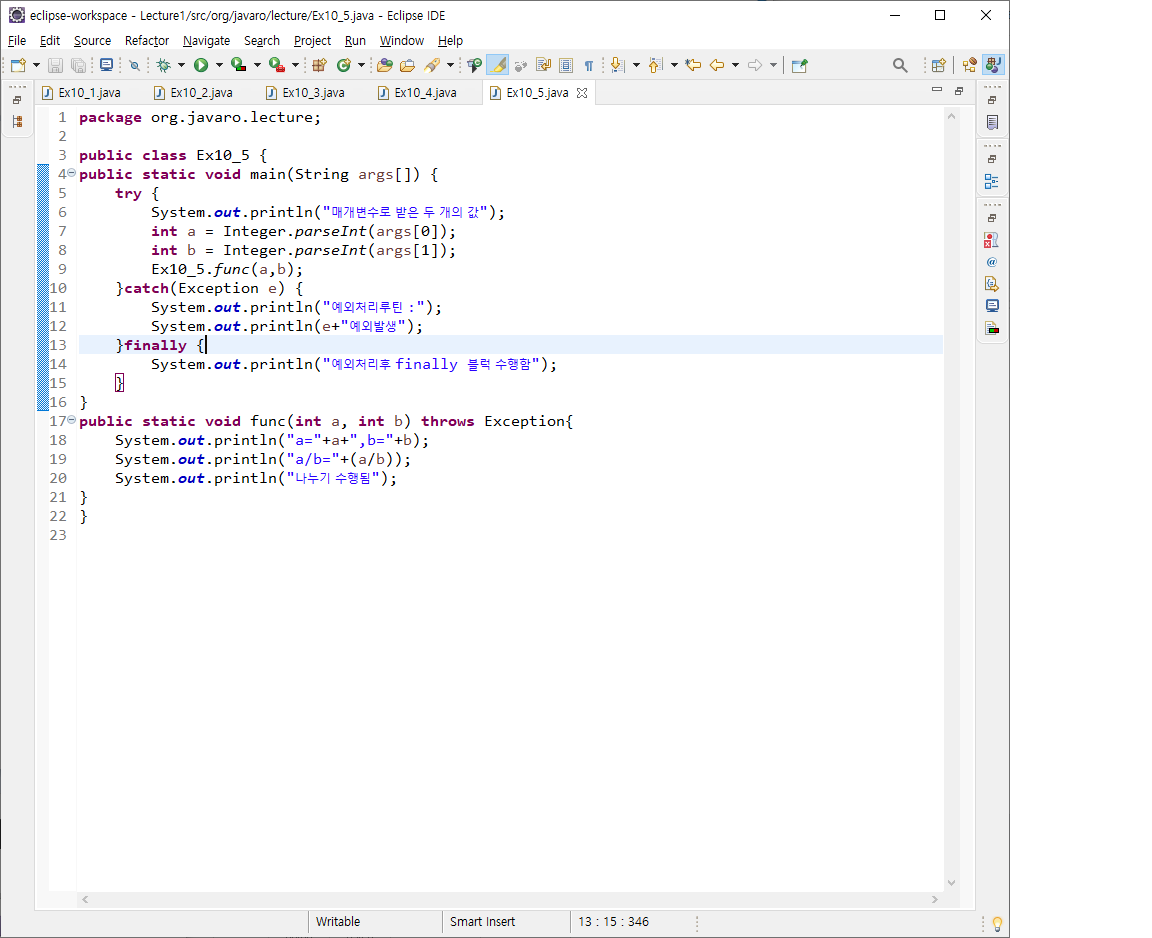 eclipse-workspace - Lecture1/src/org/javaro/lecture/Ex10_5.java - Eclipse IDE
File Edit Source Refactor Navigate Search Project Run Window Help
Ex10_1.java Ex10_2.java Ex10_3.java Ex10_4.java Ex10_5.java
1 package org.javaro.lecture;
2
3 public class Ex10_5 {
4 public static void main(String args[]) {
5 try {
6 System.out.println("매개변수로 받은 두 개의 값");
7 int a = Integer.parseInt(args[0]);
8 int b = Integer.parseInt(args[1]);
9 Ex10_5.func(a,b);
10 }catch(Exception e) {
11 System.out.println("예외처리루틴 :");
12 System.out.println(e+"예외발생");
13 }finally {
14 System.out.println("예외처리후 finally 블럭 수행함");
15 }
16 }
17 public static void func(int a, int b) throws Exception{
18 System.out.println("a="+a+",b="+b);
19 System.out.println("a/b="+(a/b));
20 System.out.println("나누기 수행됨");
21 }
22 }
23
Writable Smart Insert 13 : 15 : 346